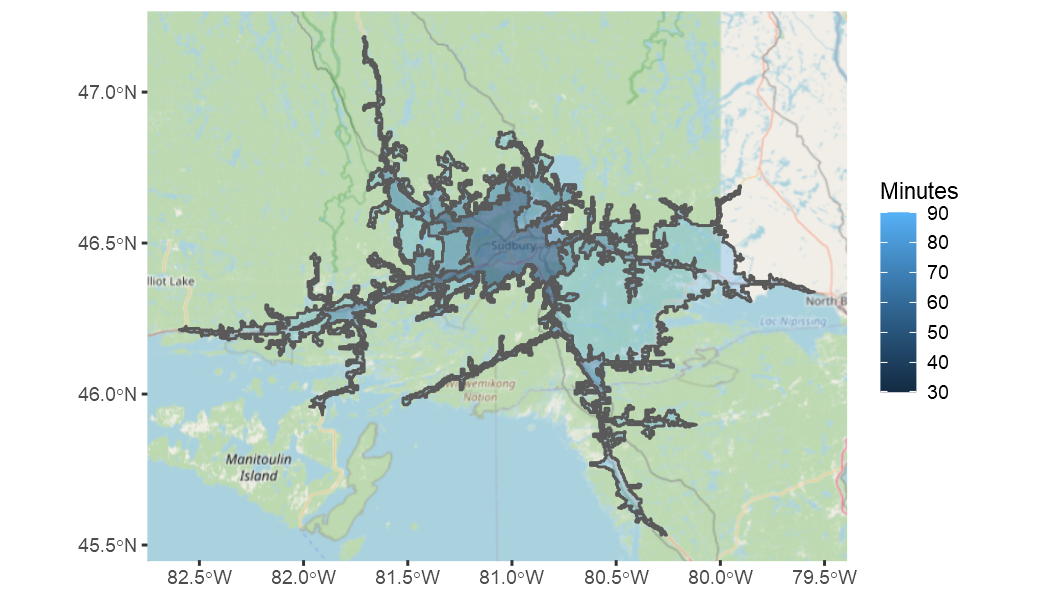 47.0°N
46.5°N
46.0°N
45.5°N
82.5°W
82.0°W
81.5°W
81.0°W
80.5°W
80.0°W
79.5°W
Sudbury
lliot Lake
North B
Lac Nipissing
Notion
Manitoulin
Island
Minutes
90
80
70
60
50
40
30